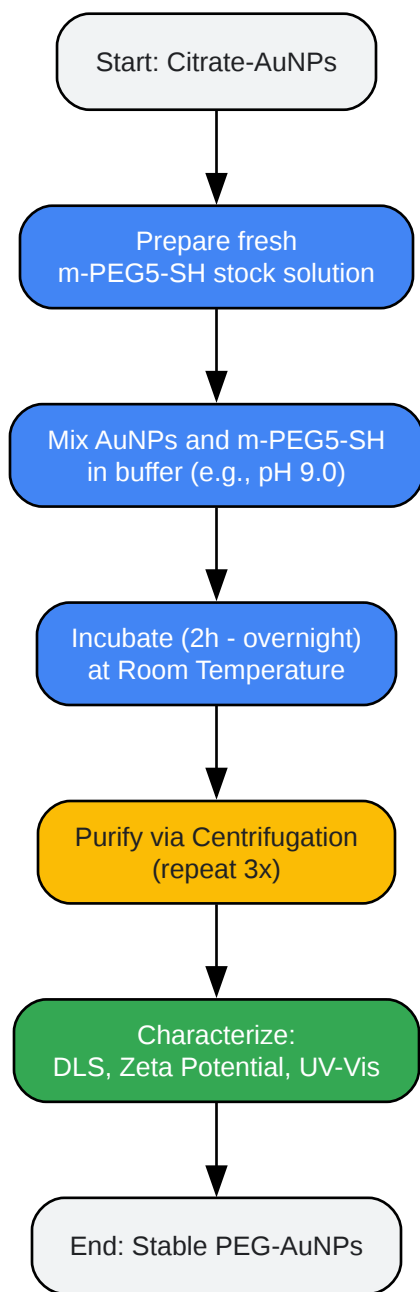 Start: Citrate-AuNPs
Prepare fresh
m-PEG5-SH stock solution
Mix AuNPs and m-PEG5-SH
in buffer (e.g., pH 9.0)
Incubate (2h - overnight)
at Room Temperature
Purify via Centrifugation
(repeat 3x)
Characterize:
DLS, Zeta Potential, UV-Vis
End: Stable PEG-AuNPs